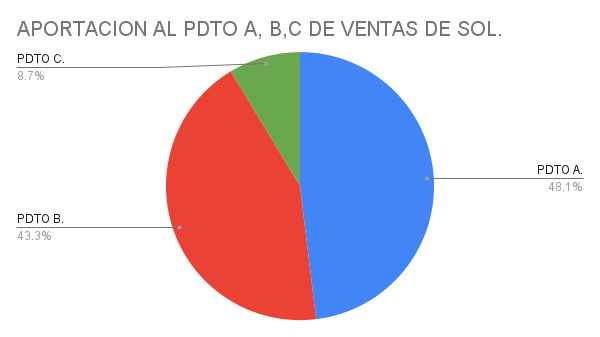 APORTACION AL PDTO A, B,C DE VENTAS DE SOL.
PDTO C.
8.7%
PDTO A.
48.1%
PDTO B.
43.3%